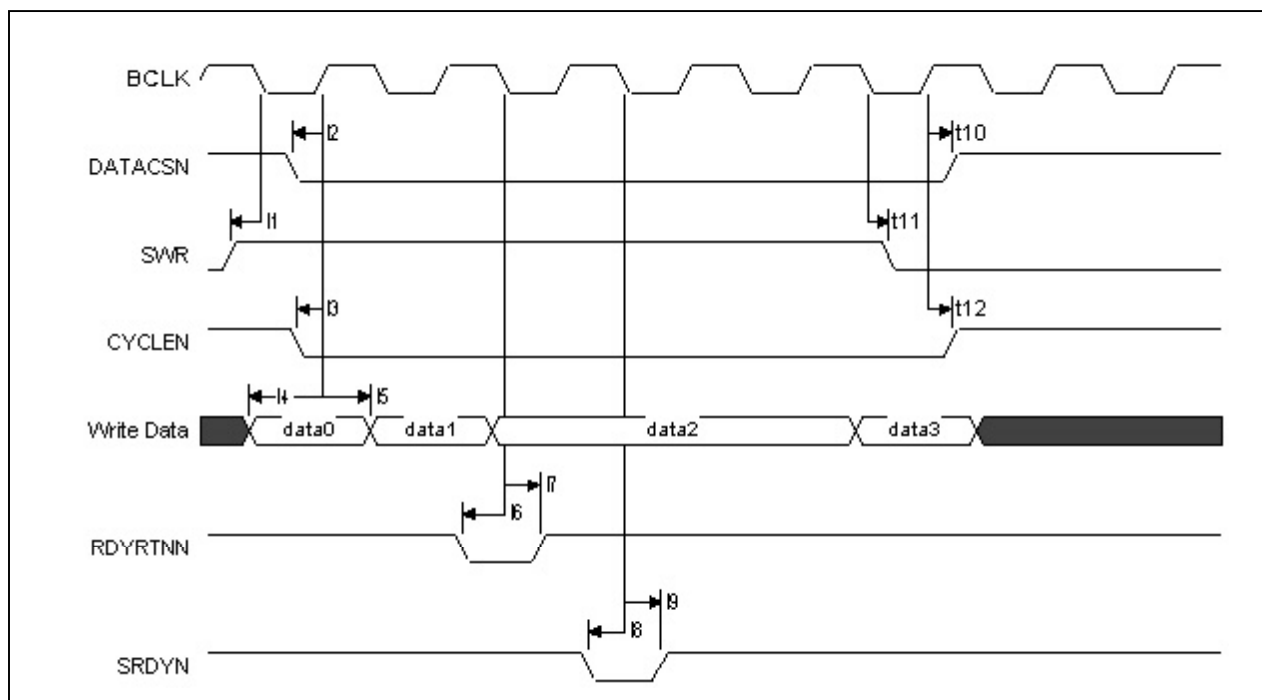 BCLK
t2
t10
DATACSN
t1
t11
SWR
t3
t12
CYCLEN
t4
t5
Write Data
data0
data1
data2
data3
t7
t6
RDYRTNN
t9
t8
SRDYN